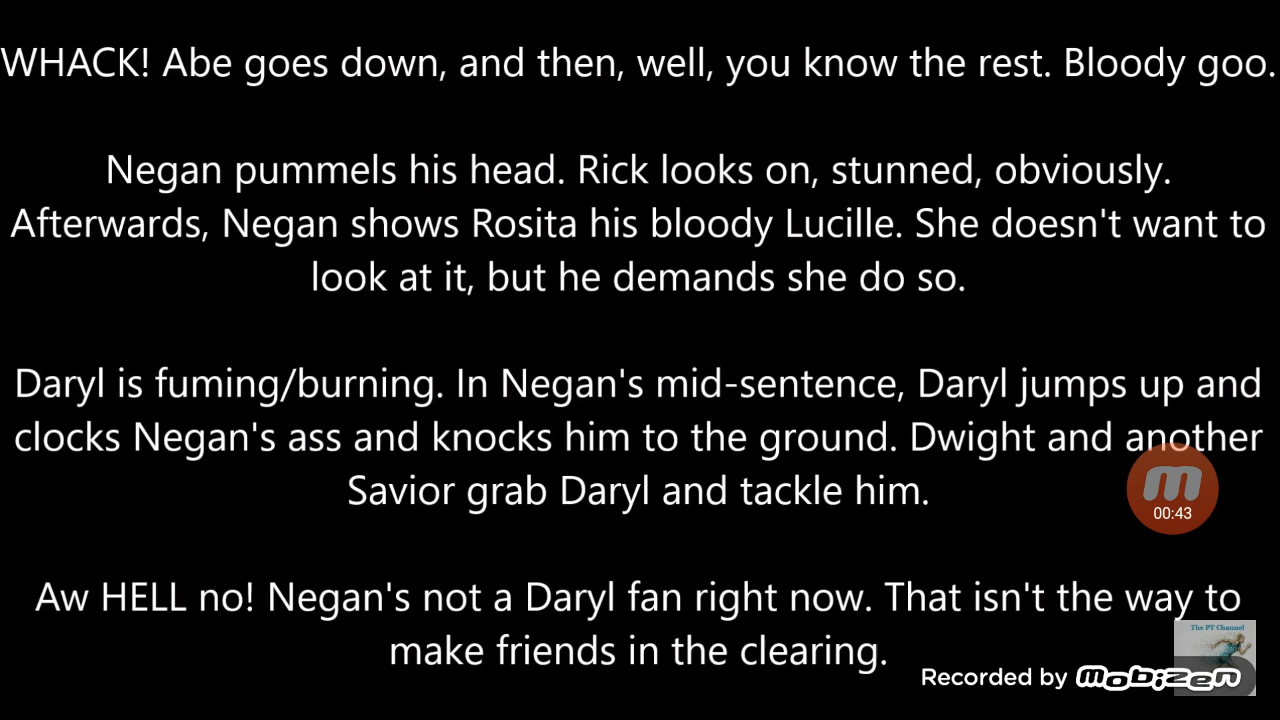 WHACK! Abe goes down, and then, well, you know the rest. Bloody goo.
Negan pummels his head. Rick looks on, stunned, obviously.
Afterwards, Negan shows Rosita his bloody Lucille. She doesn't want to
look at it, but he demands she do so.
Daryl is fuming/burning. In Negan's mid-sentence, Daryl jumps up and
clocks Negan's ass and knocks him to the ground. Dwight and another
Savior grab Daryl and tackle him.
m
00:43
Aw HELL no! Negan's not a Daryl fan right now. That isn't the way to
make friends in the clearing.
The PT Channel
Recorded by mobizen